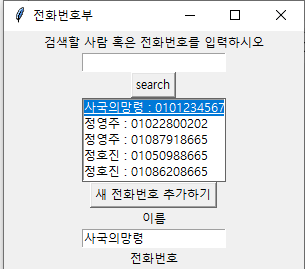 전화번호부
검색할 사람 혹은 전화번호를 입력하시오
search
사국의망령 : 0101234567
정영주 : 01022800202
정영주 : 01087918665
정호진 : 01050988665
정호진 : 01086208665
새 전화번호 추가하기
이름
사국의망령
전화번호